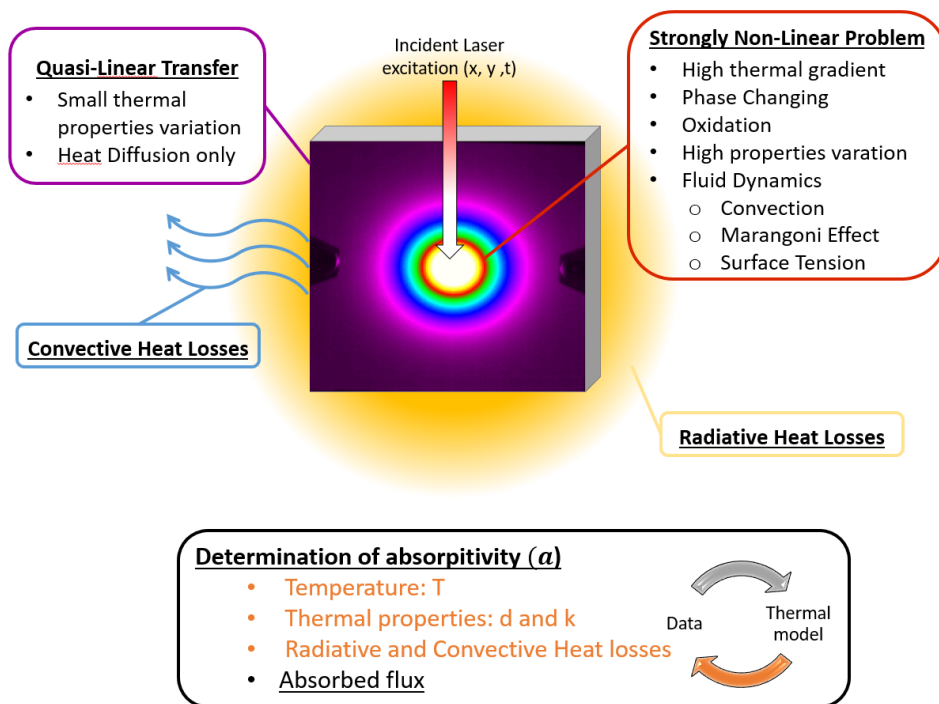 Quasi-Linear Transfer
• Small thermal
properties variation
• Heat Diffusion only
Incident Laser
excitation (x, y ,t)
Strongly Non-Linear Problem
• High thermal gradient
• Phase Changing
• Oxidation
• High properties varation
• Fluid Dynamics
o Convection
o Marangoni Effect
o Surface Tension
Convective Heat Losses
Radiative Heat Losses
Determination of absorpitivity (a)
• Temperature: T
• Thermal properties: d and k
• Radiative and Convective Heat losses
• Absorbed flux
Data
Thermal
model